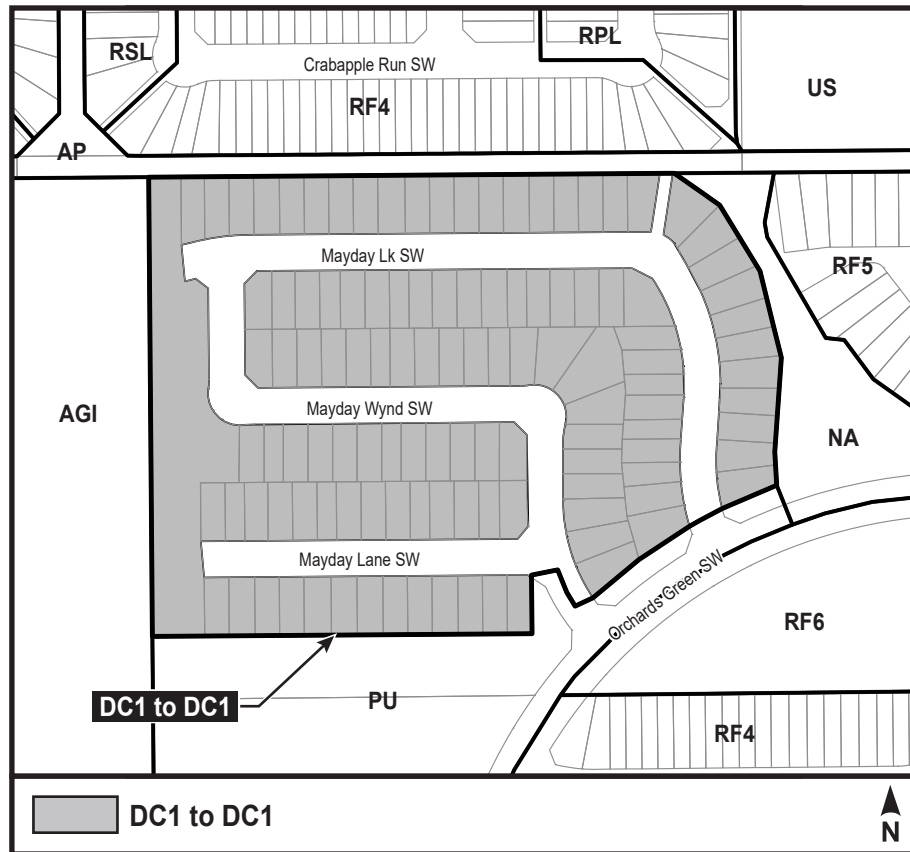 RSL
RPL
Crabapple Run SW
US
RF4
AP
Mayday Lk SW
RF5
Mayday Wynd SW
AGI
NA
Mayday Lane SW
Orchards Green SW
RF6
DC1 to DC1
PU
RF4
DC1 to DC1
N